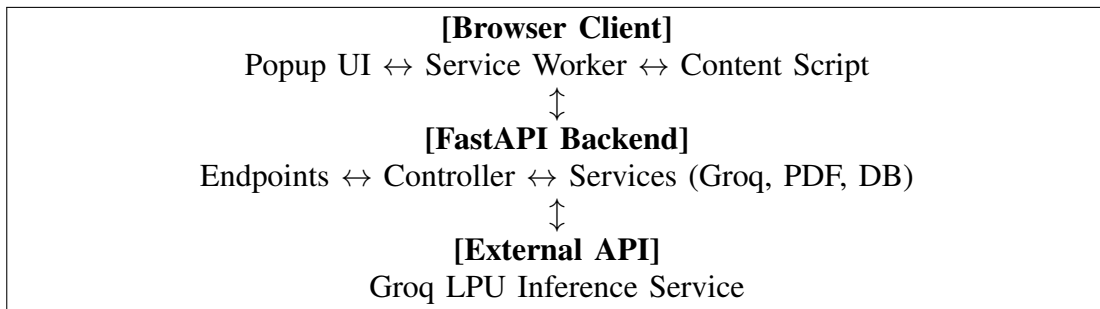 [Browser Client]
Popup UI ↔ Service Worker ↔ Content Script
↕
[FastAPI Backend]
Endpoints ↔ Controller ↔ Services (Groq, PDF, DB)
↕
[External API]
Groq LPU Inference Service